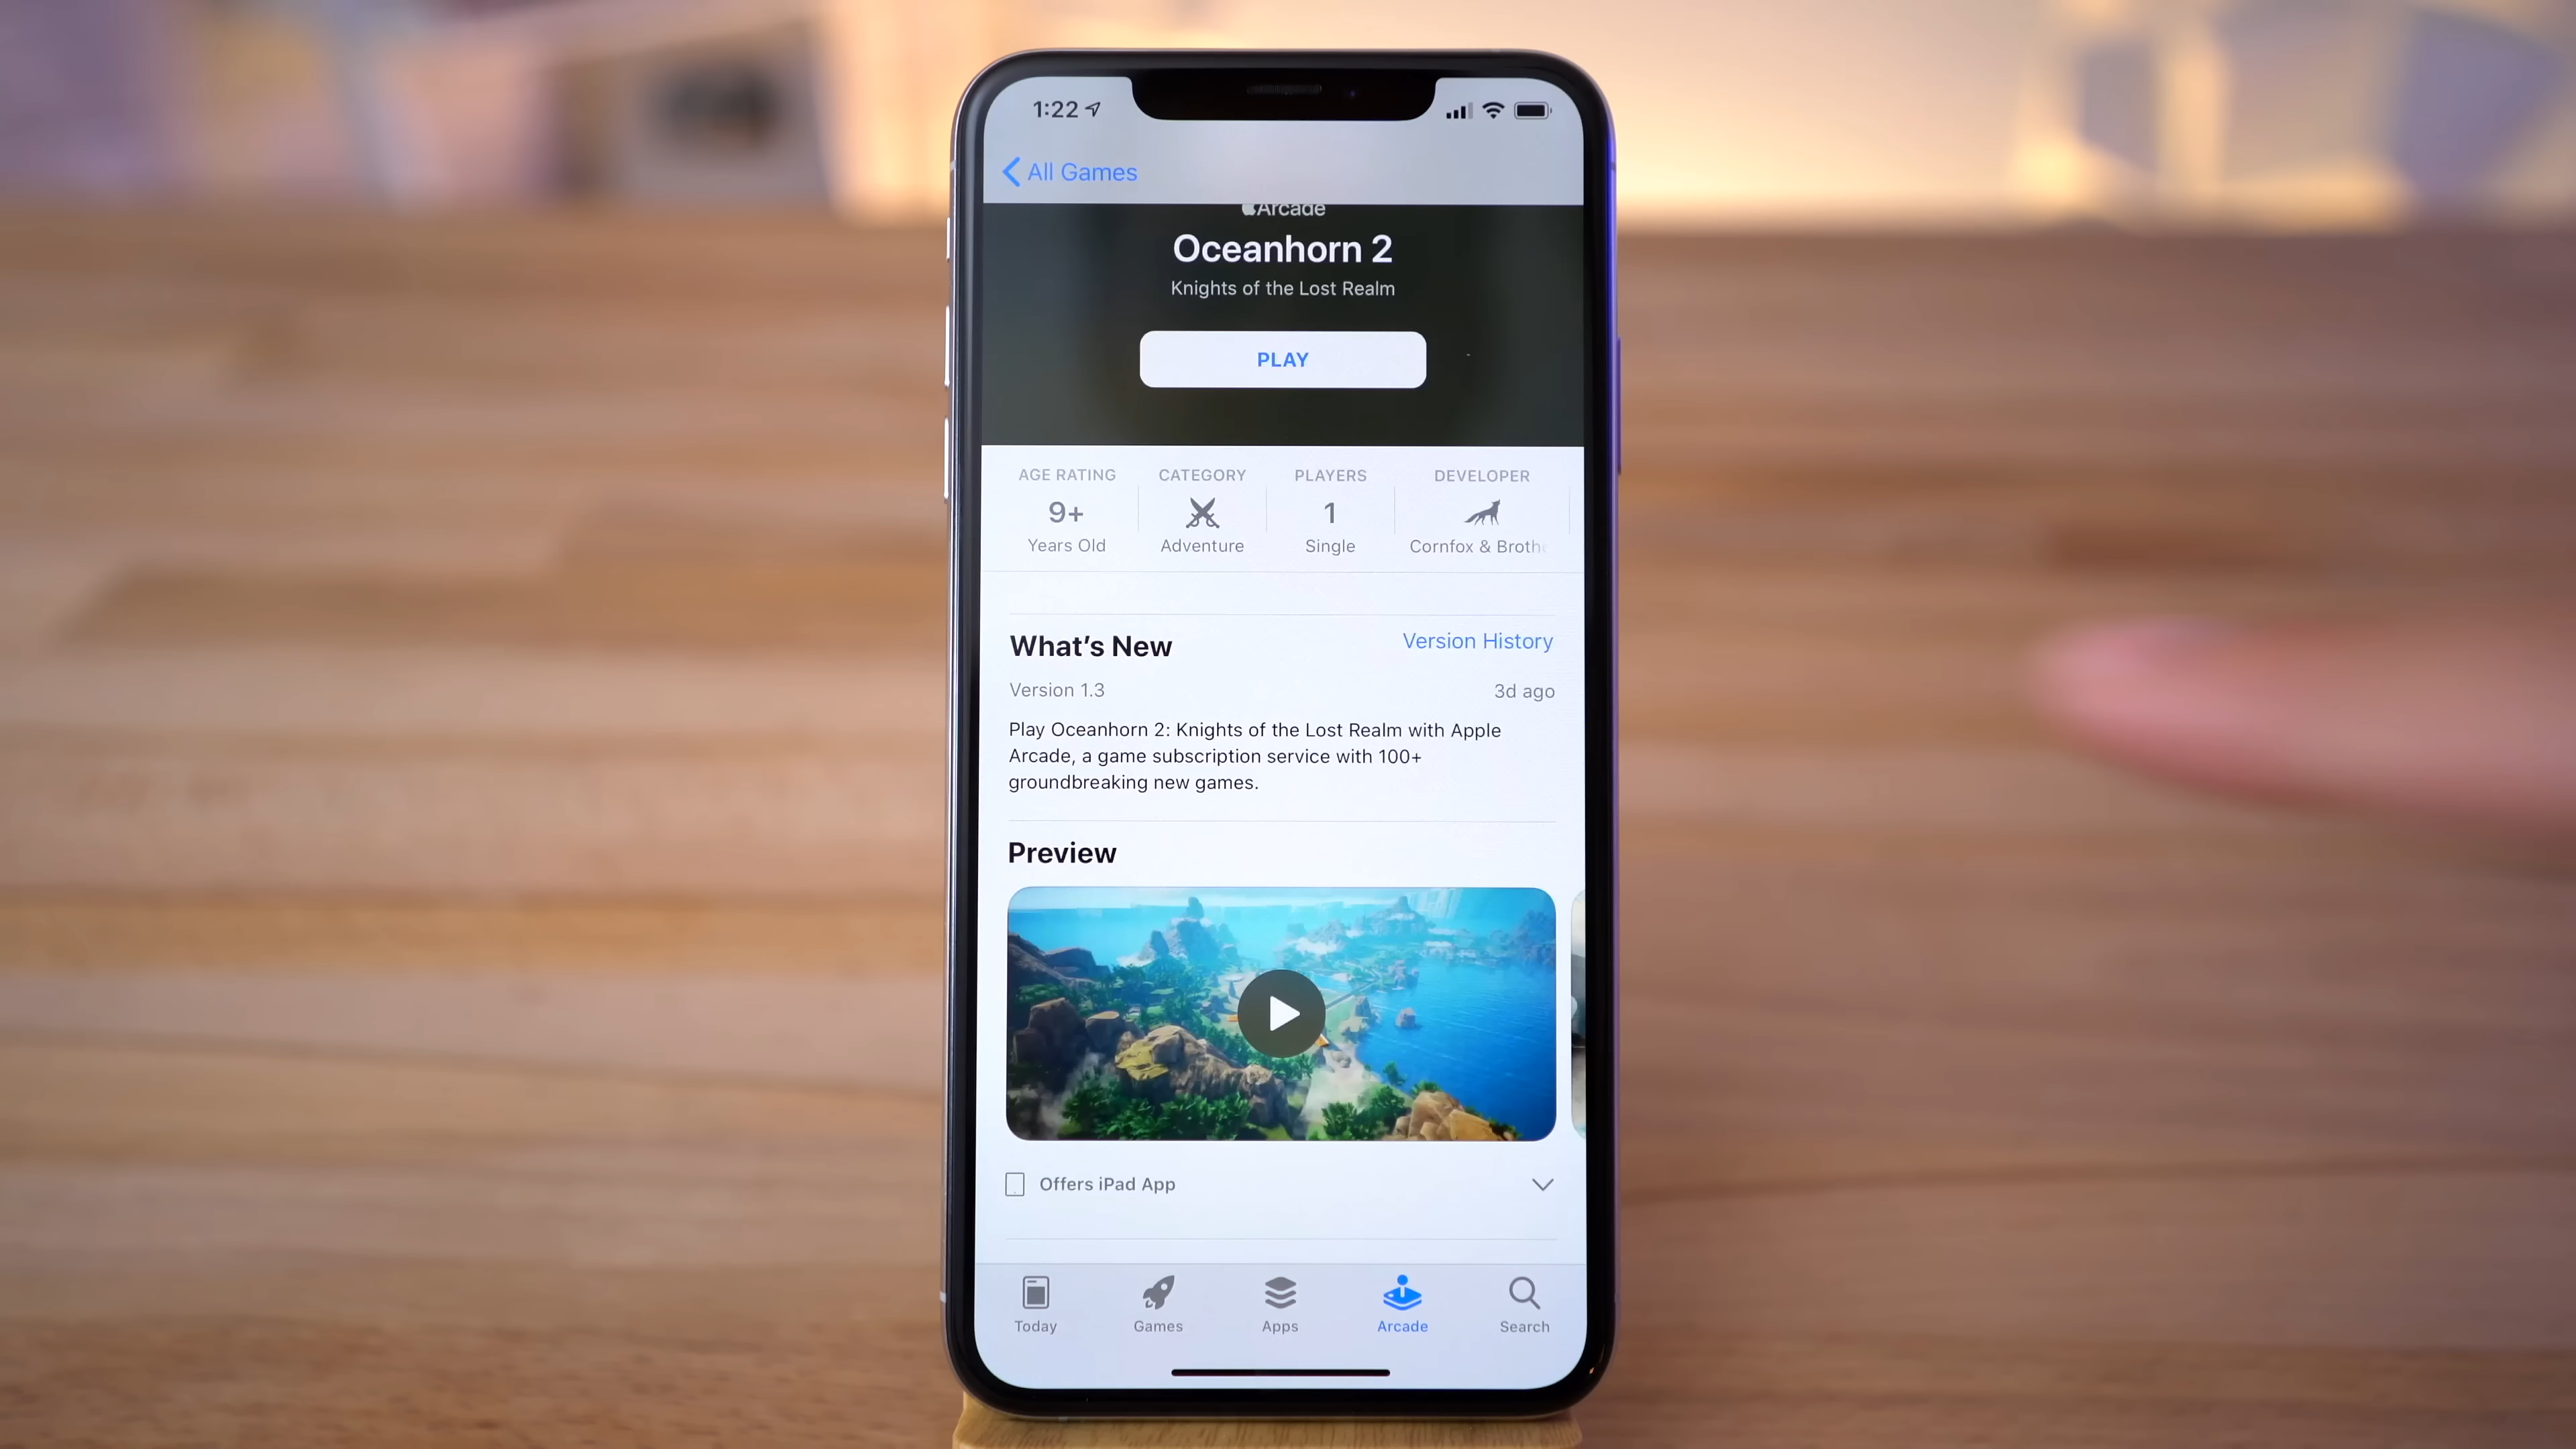 1:22
All Games
Arcade
Oceanhorn 2
Knights of the Lost Realm
PLAY
AGE RATING
9+
Years Old
CATEGORY
Adventure
PLAYERS
1
Single
DEVELOPER
Cornfox & Broth
What's New
Version History
Version 1.3
3d ago
Play Oceanhorn 2: Knights of the Lost Realm with Apple
Arcade, a game subscription service with 100+
groundbreaking new games.
Preview
Offers iPad App
Today
Games
Apps
Arcade
Search